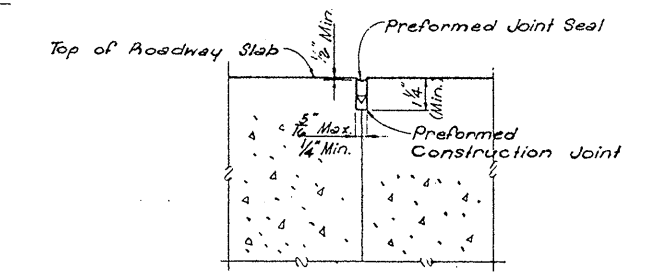 Preformed Joint Seal
1/2" Min.
Top of Roadway Slab
1 1/4"
(Min.)
5/16" Max.
1/4" Min.
Preformed
Construction Joint